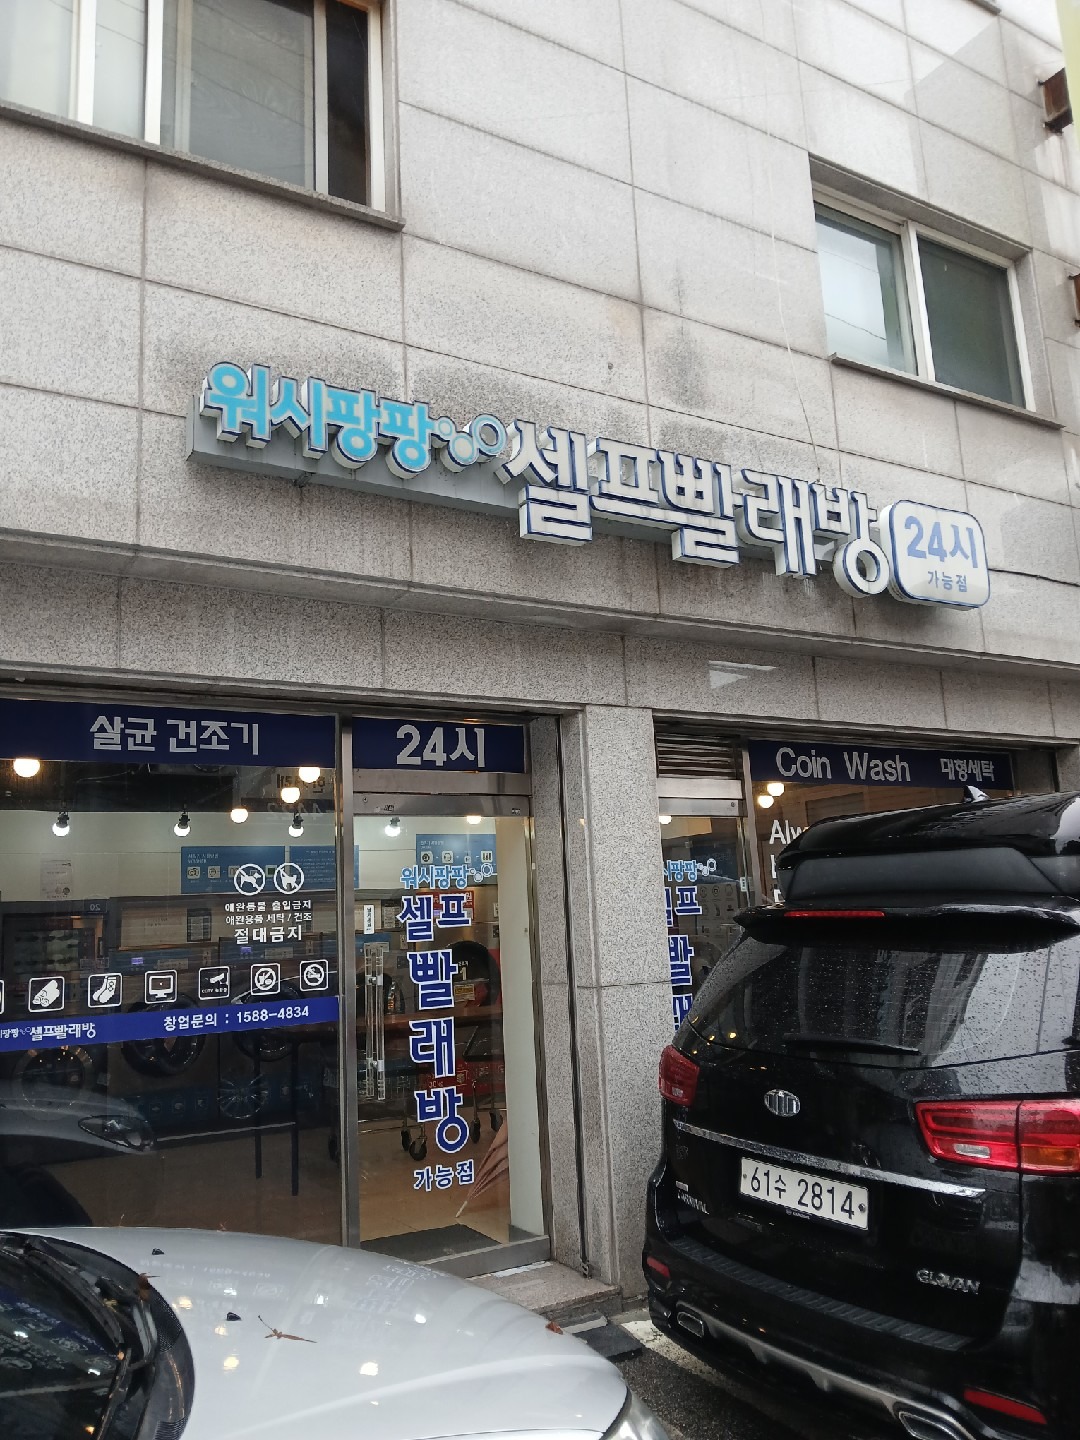 워시팡팡 셀프빨래방 24시
가능점
살균 건조기
24시
Coin Wash 대형세탁
애완동물 출입금지
애완용품 세탁/건조
절대금지
셀프빨래방 창업문의 : 1588-4834
워시팡팡
셀프
빨
래
방
가능점
61수 2814
CARNIVAL